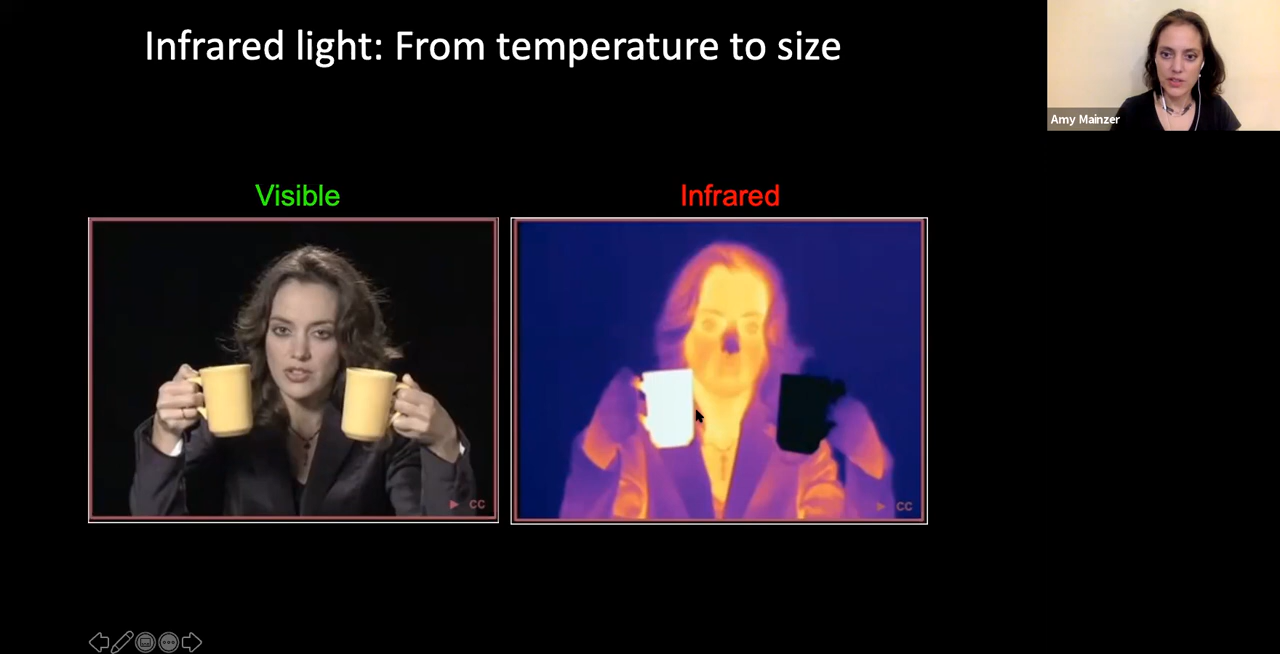 Infrared light: From temperature to size
Amy Mainzer
Visible
Infrared
CC
CC